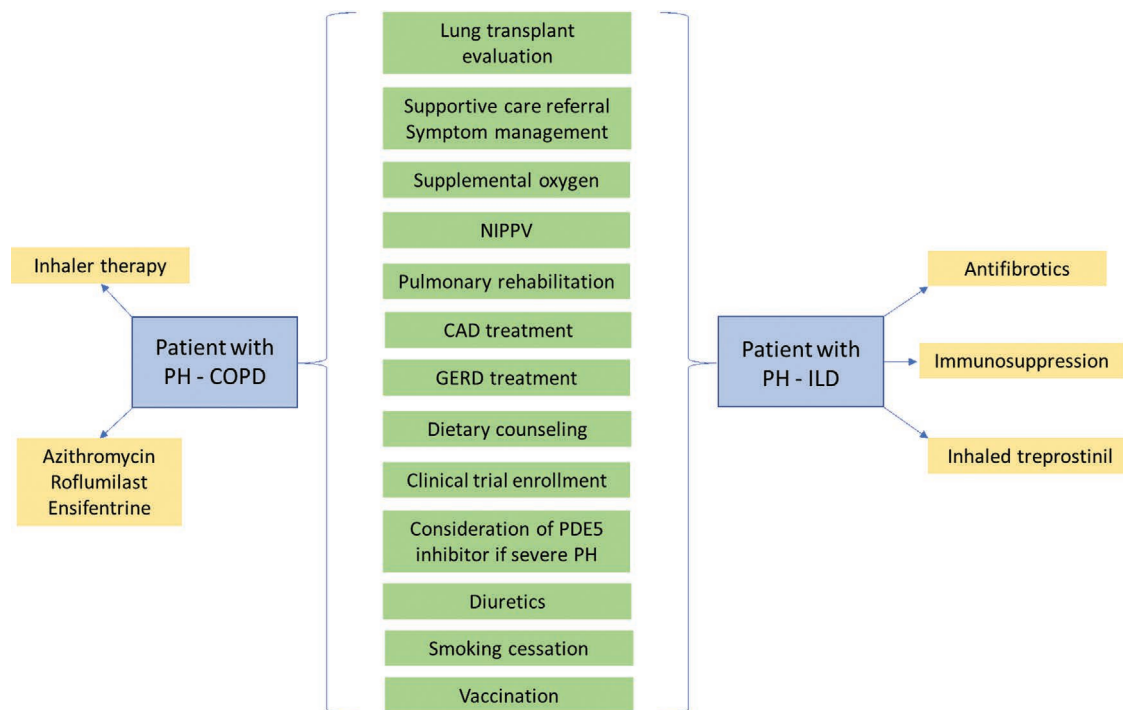 Lung transplant
evaluation
Supportive care referral
Symptom management
Supplemental oxygen
NIPPV
Pulmonary rehabilitation
CAD treatment
GERD treatment
Dietary counseling
Clinical trial enrollment
Consideration of PDE5
inhibitor if severe PH
Diuretics
Smoking cessation
Vaccination
Inhaler therapy
Patient with
PH - COPD
Azithromycin
Roflumilast
Ensifentrine
Patient with
PH - ILD
Antifibrotics
Immunosuppression
Inhaled treprostinil